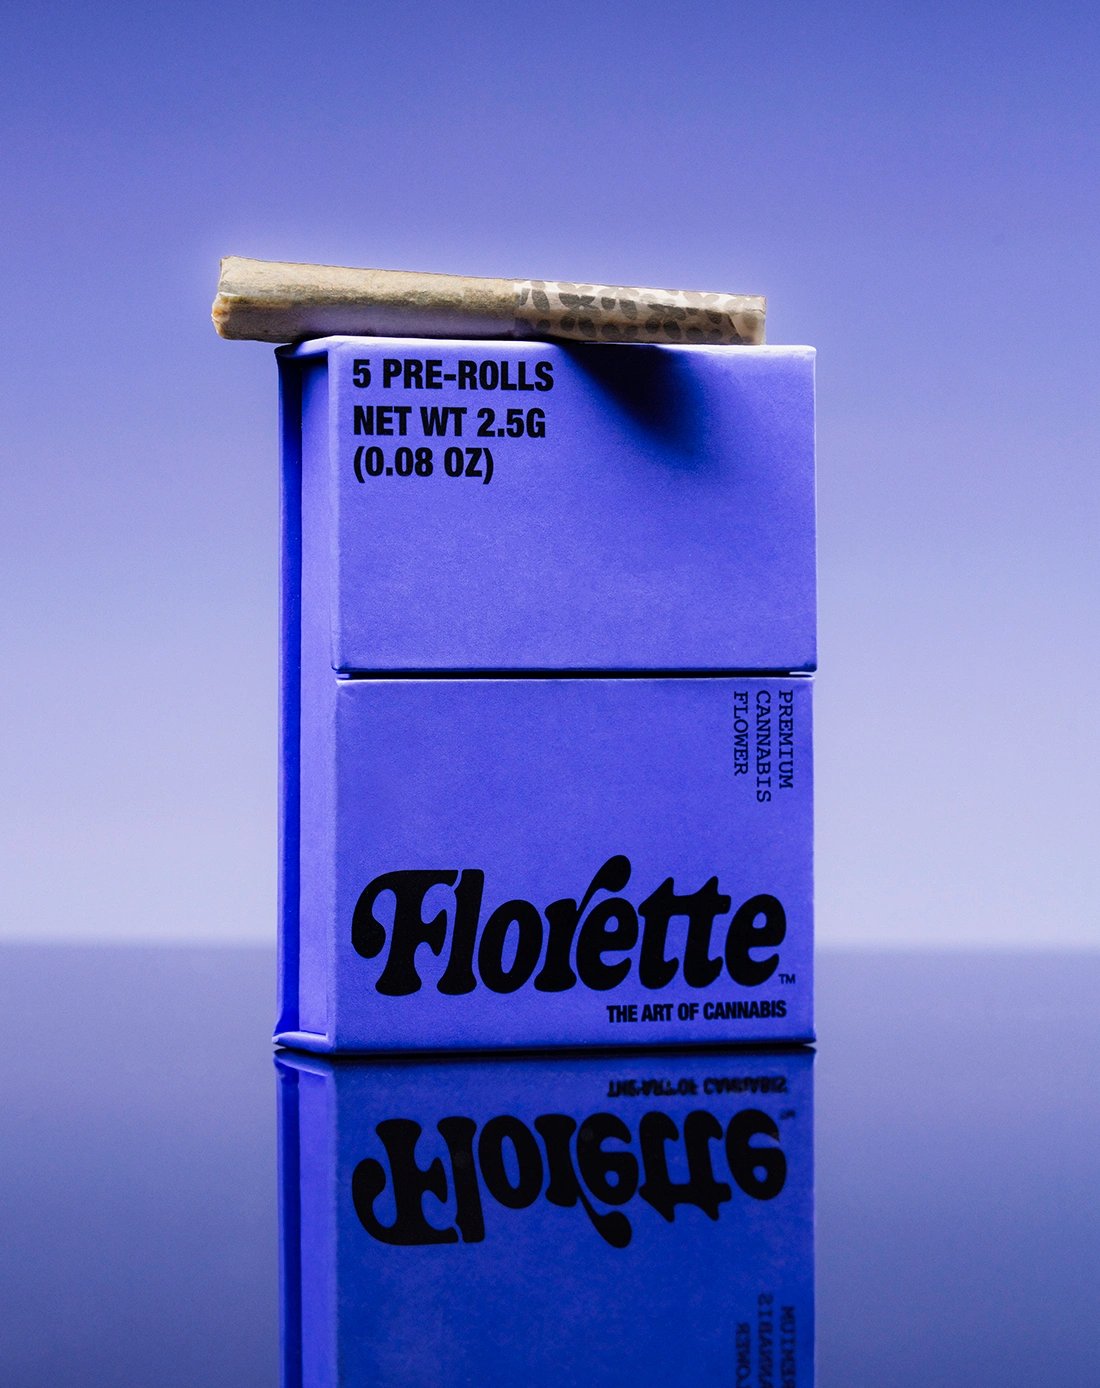 5 PRE-ROLLS
NET WT 2.5G
(0.08 OZ)
PREMIUM
CANNABIS
FLOWER
Florette™
THE ART OF CANNABIS